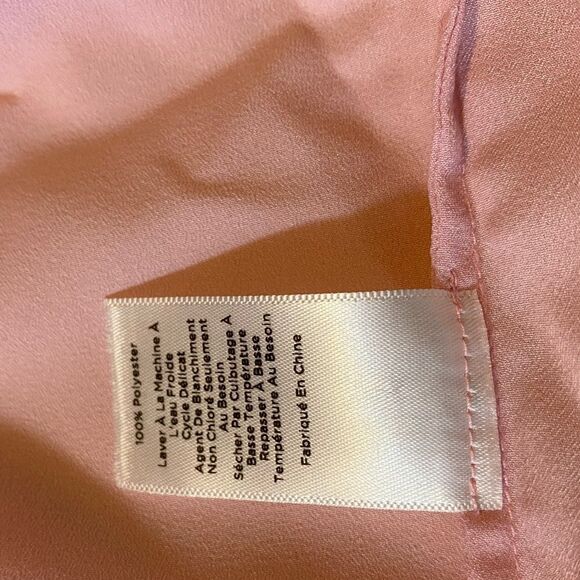 100% Polyester
Laver À La Machine À
L'eau Froide
Cycle Délicat
Agent De Blanchiment
Non Chloré Seulement
Au Besoin
Sécher Par Culbutage À
Basse Température
Repasser À Basse
Température Au Besoin
Fabriqué En Chine